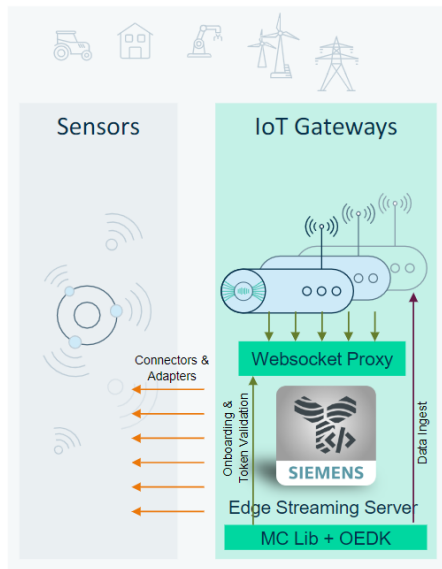 Sensors
IoT Gateways
Websocket Proxy
Connectors &
Adapters
Onboarding &
Token Validation
Data Ingest
</>
SIEMENS
Edge Streaming Server
MC Lib + OEDK